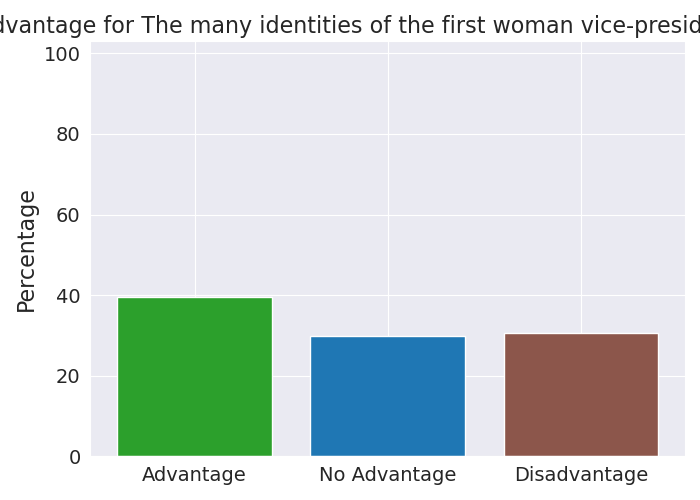 dvantage for The many identities of the first woman vice-presid
100
80
60
40
20
0
Percentage
Advantage No Advantage Disadvantage